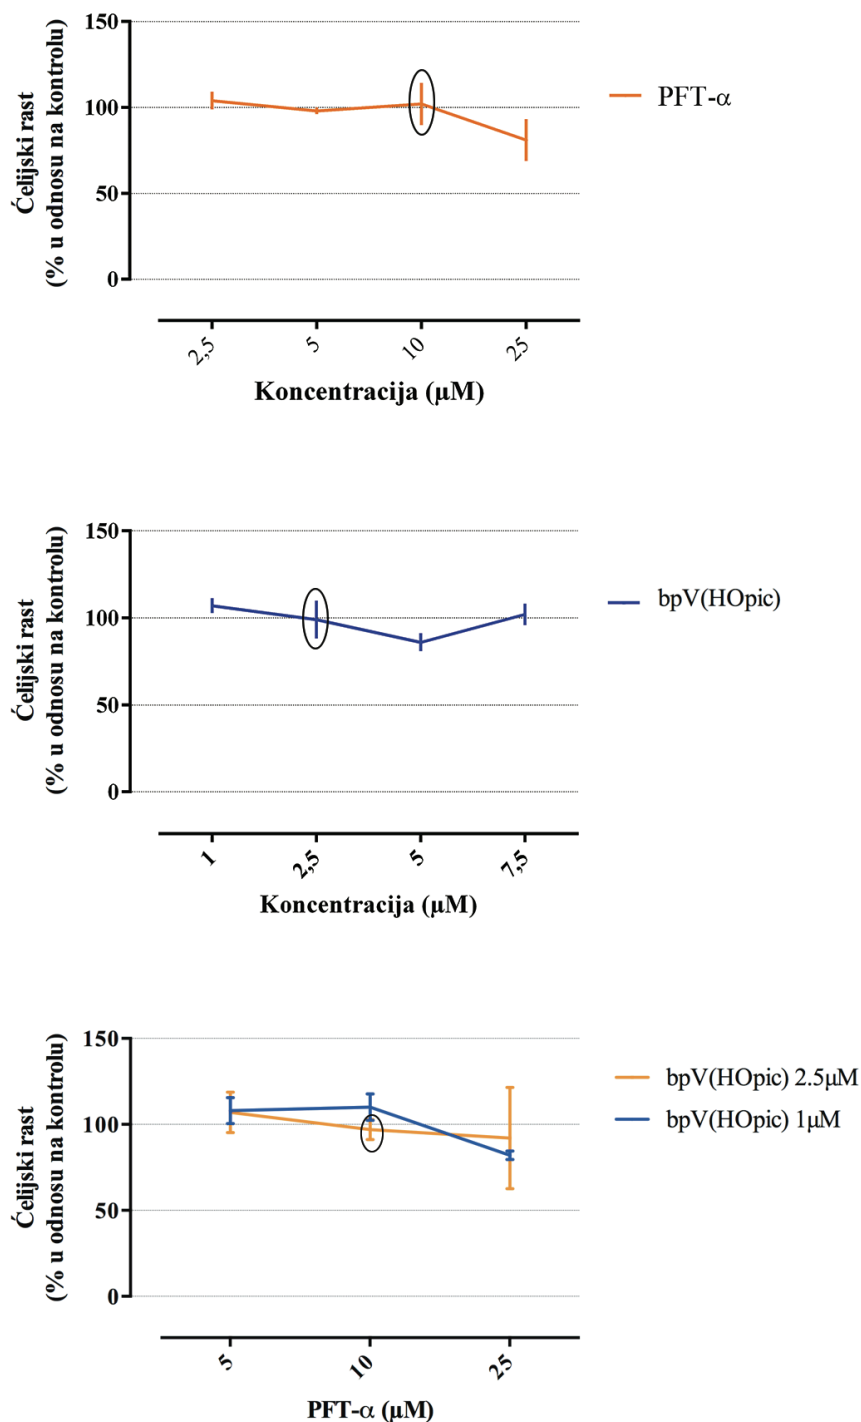 150
100
50
0
Ćelijski rast
(% u odnosu na kontrolu)
2,5
5
10
25
Koncentracija (μM)
PFT-α
150
100
50
0
Ćelijski rast
(% u odnosu na kontrolu)
1
2,5
5
7,5
Koncentracija (μM)
bpV(HOpic)
150
100
50
0
Ćelijski rast
(% u odnosu na kontrolu)
5
10
25
PFT-α (μM)
bpV(HOpic) 2.5μM
bpV(HOpic) 1μM